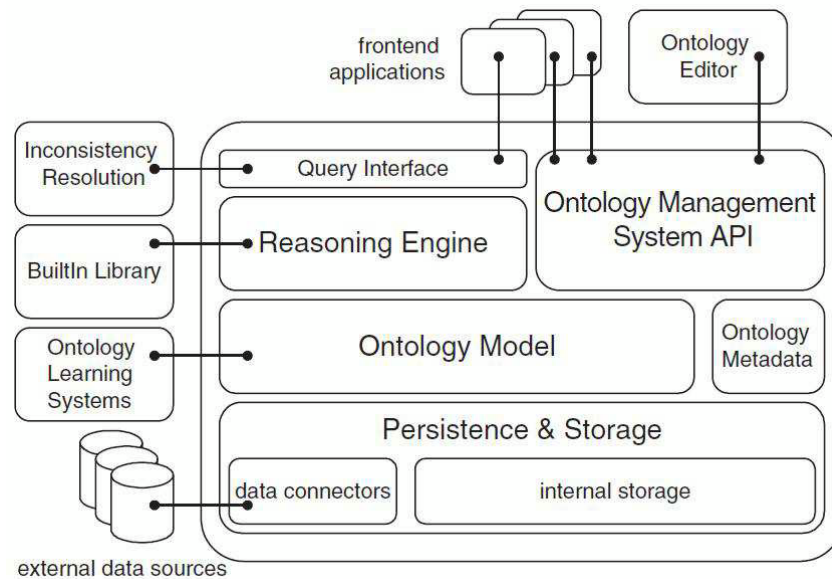 frontend
applications
Ontology
Editor
Inconsistency
Resolution
Query Interface
Ontology Management
System API
Reasoning Engine
BuiltIn Library
Ontology Model
Ontology
Metadata
Ontology
Learning
Systems
Persistence & Storage
data connectors
internal storage
external data sources